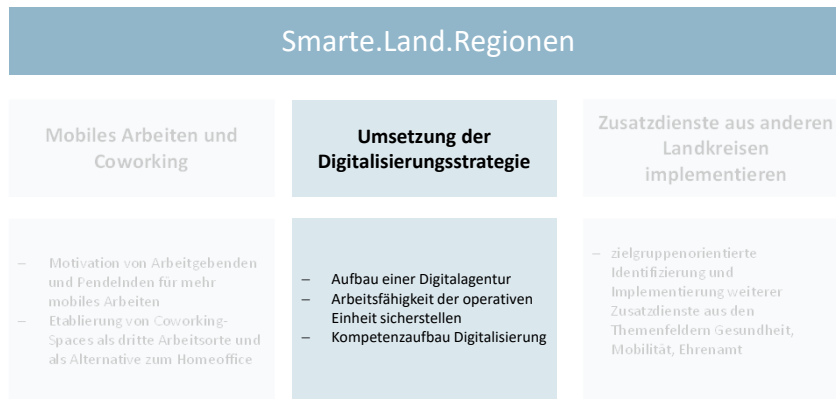 Smarte.Land.Regionen
Mobiles Arbeiten und
Coworking
Umsetzung der
Digitalisierungsstrategie
Zusatzdienste aus anderen
Landkreisen
implementieren
– Motivation von Arbeitgebenden
und Pendelnden für mehr
mobiles Arbeiten
– Etablierung von Coworking-
Spaces als dritte Arbeitsorte und
als Alternative zum Homeoffice
– Aufbau einer Digitalagentur
– Arbeitsfähigkeit der operativen
Einheit sicherstellen
– Kompetenzaufbau Digitalisierung
– zielgruppenorientierte
Identifizierung und
Implementierung weiterer
Zusatzdienste aus den
Themenfeldern Gesundheit,
Mobilität, Ehrenamt